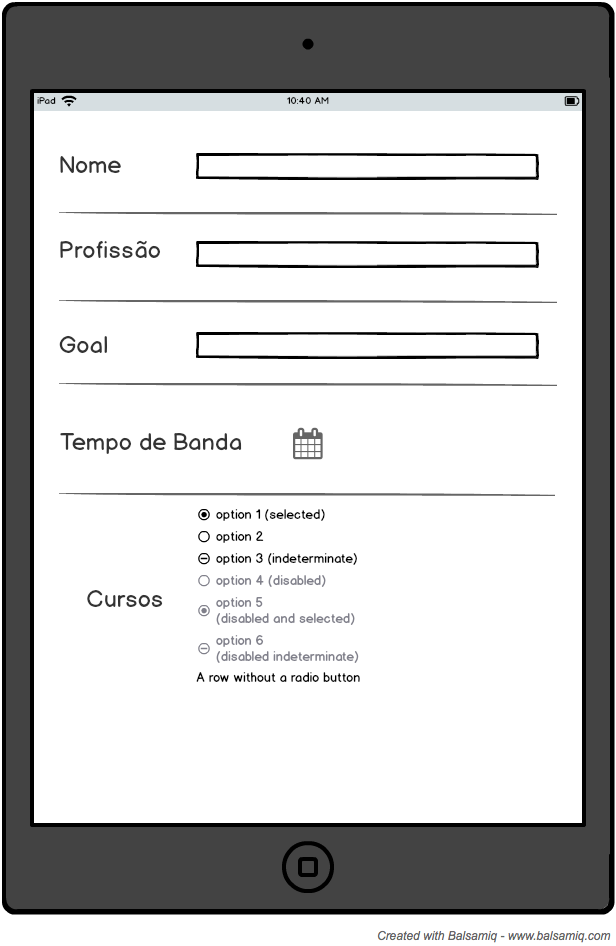 iPad 10:40 AM
Nome
Profissão
Goal
Tempo de Banda
option 1 (selected)
option 2
option 3 (indeterminate)
option 4 (disabled)
option 5
(disabled and selected)
option 6
(disabled indeterminate)
Cursos
A row without a radio button
Created with Balsamiq - www.balsamiq.com